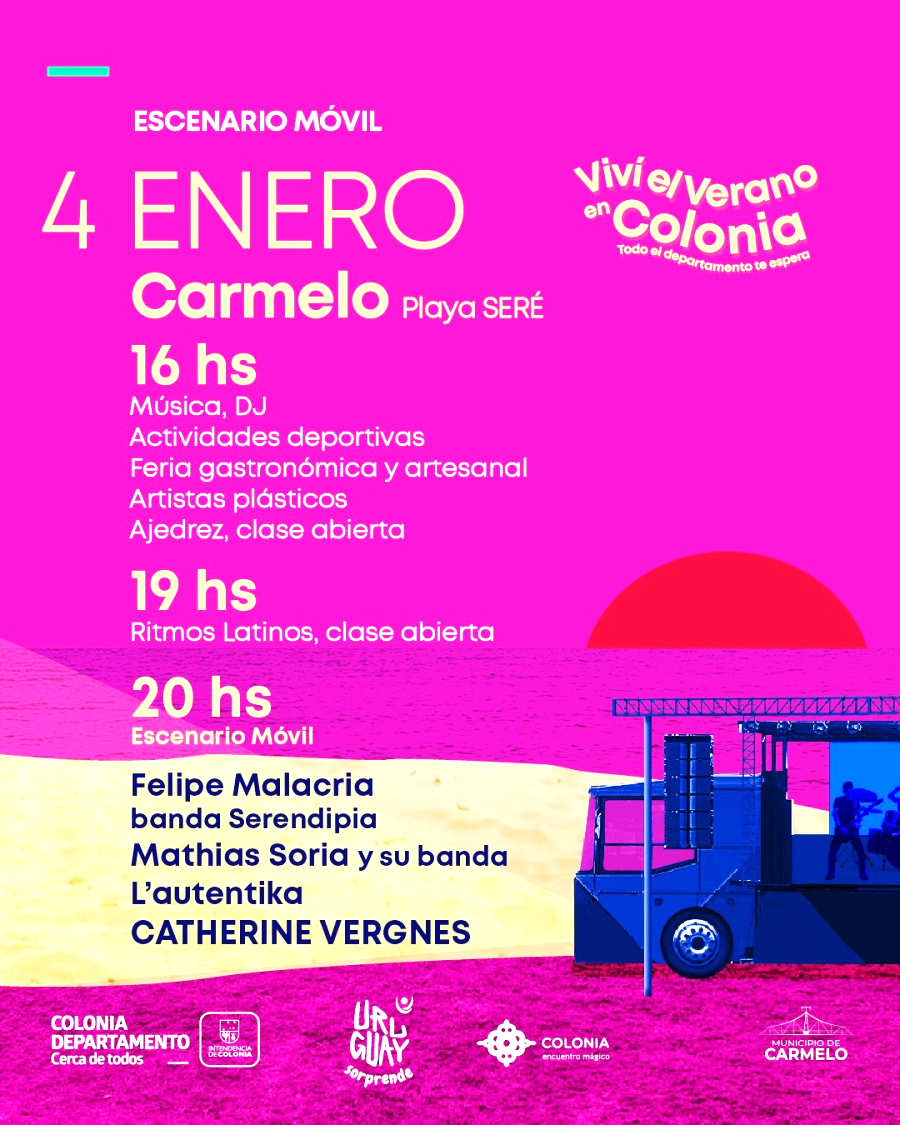 ESCENARIO MÓVIL
4 ENERO
Carmelo Playa SERÉ
Viví el Verano
en Colonia
Todo el departamento te espera
16 hs
Música, DJ
Actividades deportivas
Feria gastronómica y artesanal
Artistas plásticos
Ajedrez, clase abierta
19 hs
Ritmos Latinos, clase abierta
20 hs
Escenario Móvil
Felipe Malacria
banda Serendipia
Mathias Soria y su banda
L'autentika
CATHERINE VERGNES
COLONIA
DEPARTAMENTO
Cerca de todos
INTENDENCIA
DE COLONIA
URUGUAY
sorprende
COLONIA
encuentro mágico
MUNICIPIO DE
CARMELO